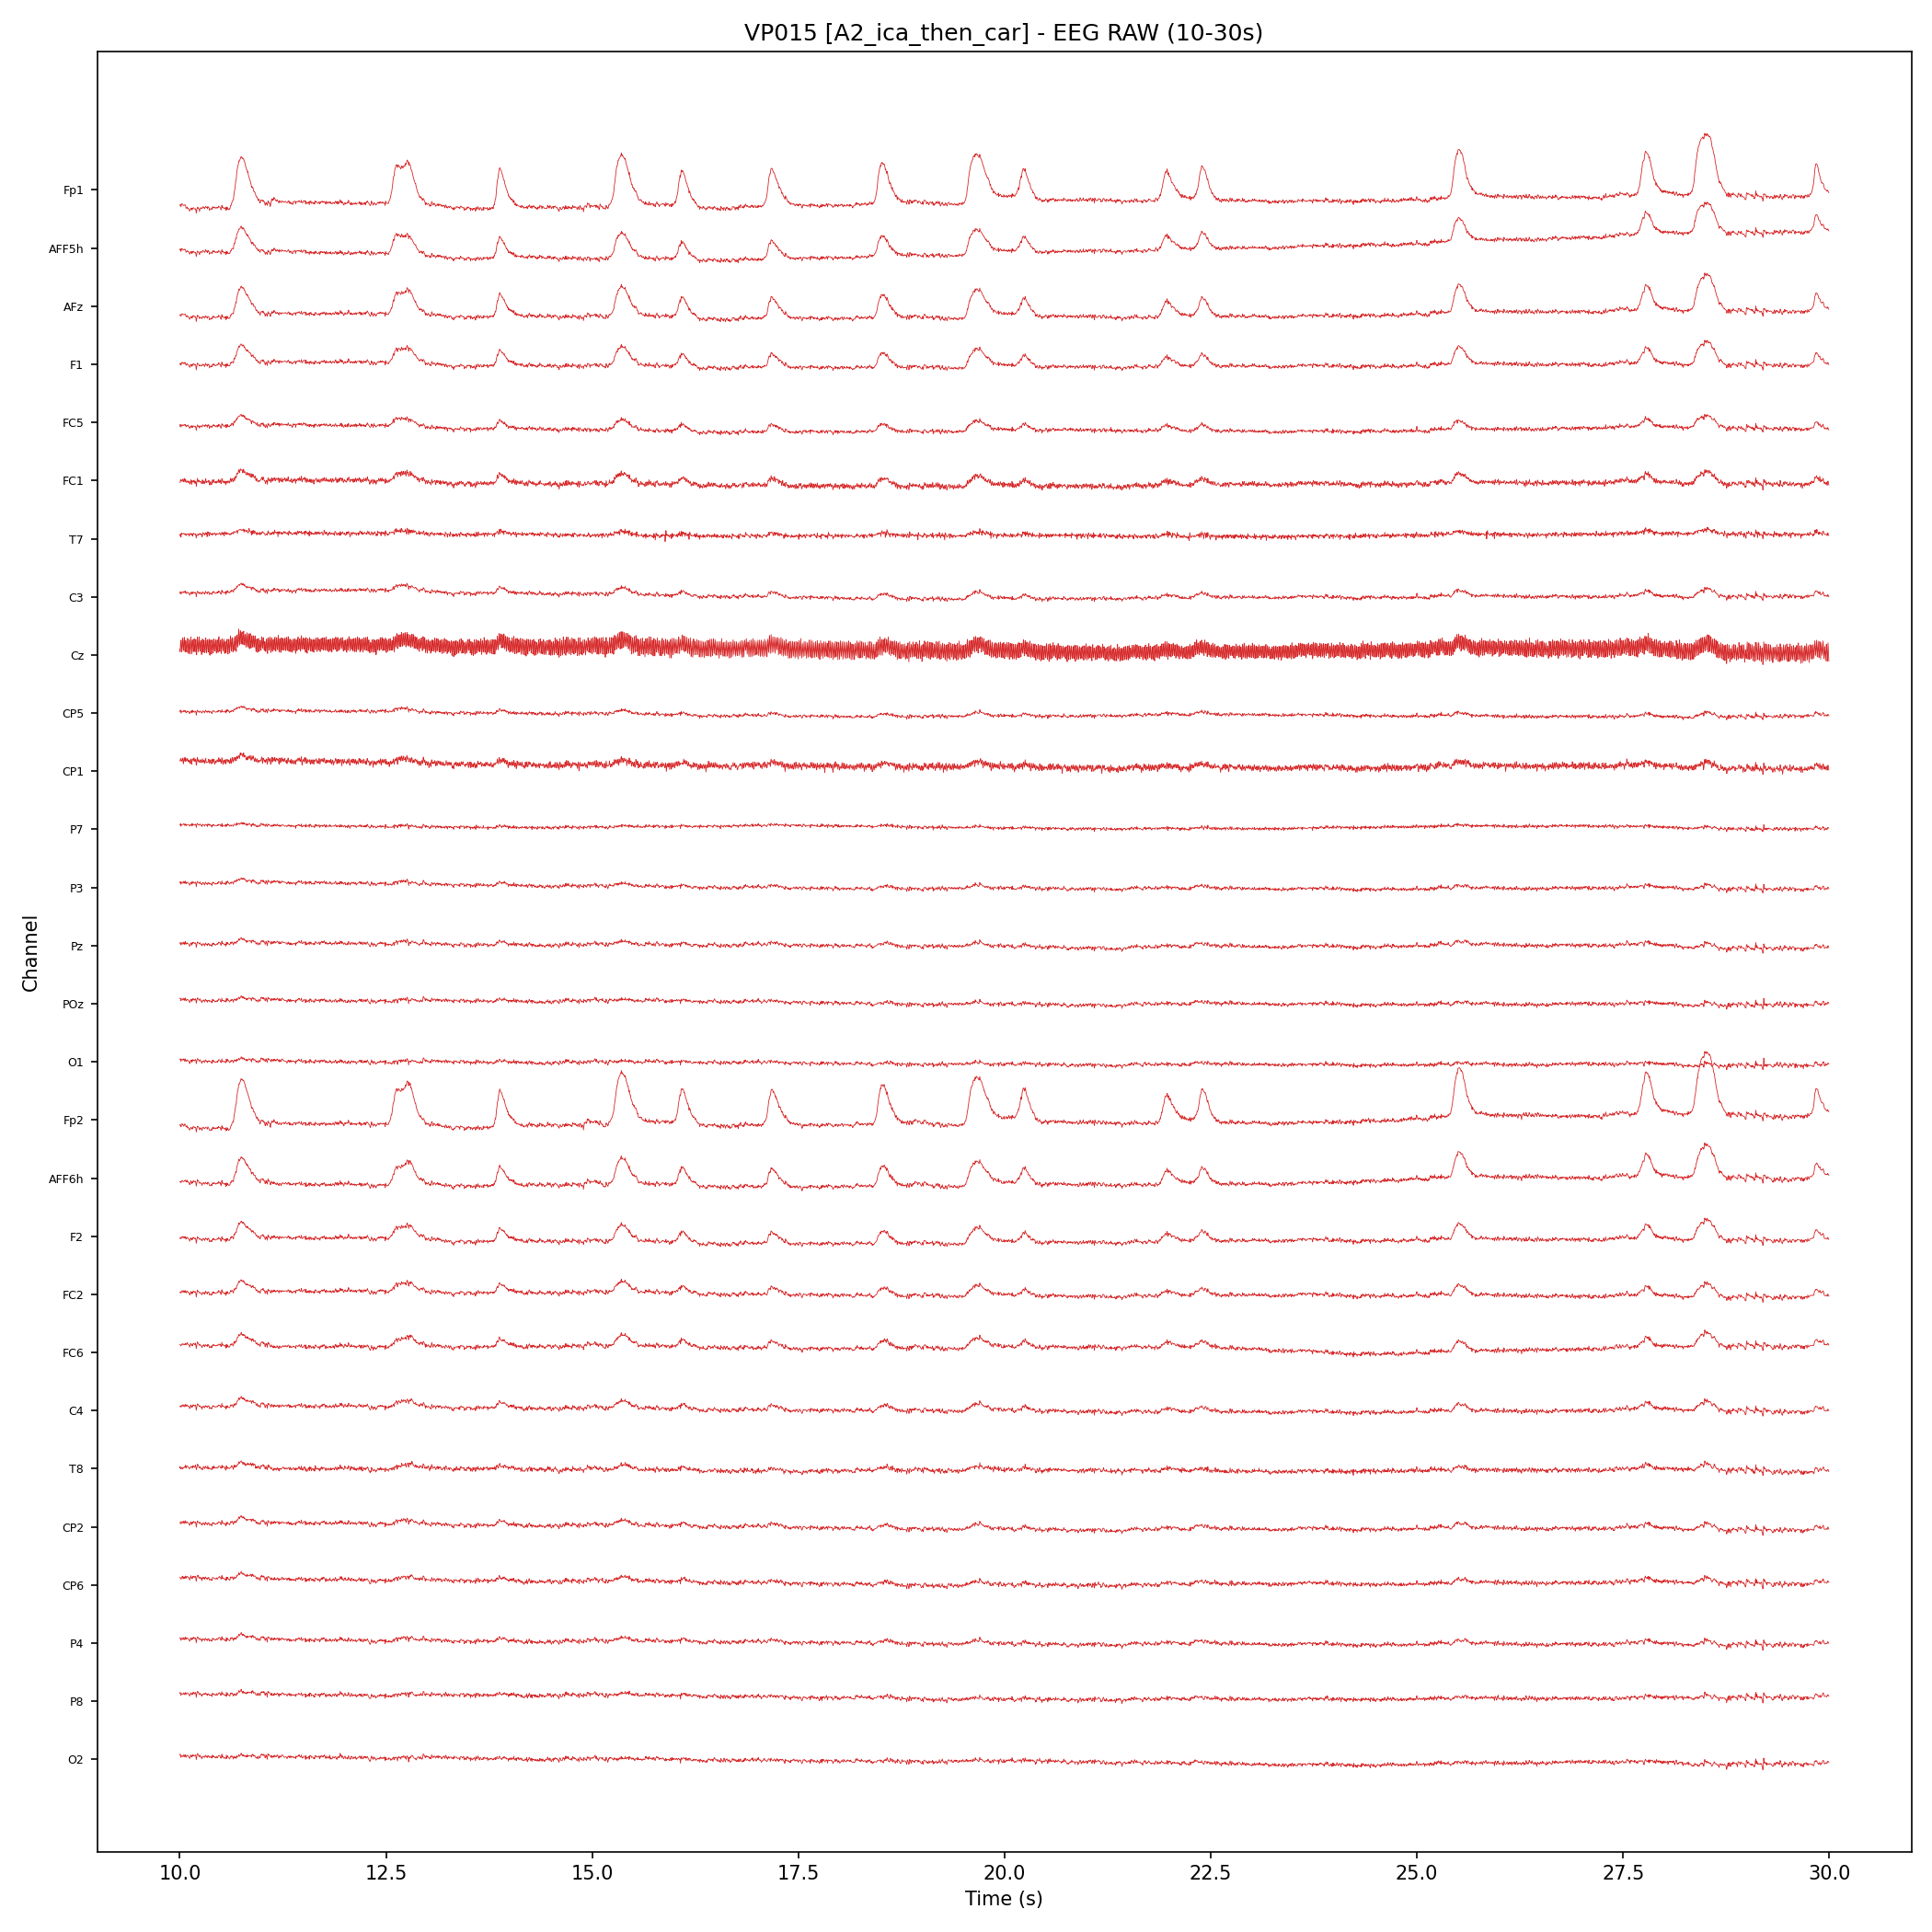 VP015 [A2_ica_then_car] - EEG RAW (10-30s)
Channel
Fp1
AFF5h
AFz
F1
FC5
FC1
T7
C3
Cz
CP5
CP1
P7
P3
Pz
POz
O1
Fp2
AFF6h
F2
FC2
FC6
C4
T8
CP2
CP6
P4
P8
O2
10.0 12.5 15.0 17.5 20.0 22.5 25.0 27.5 30.0
Time (s)